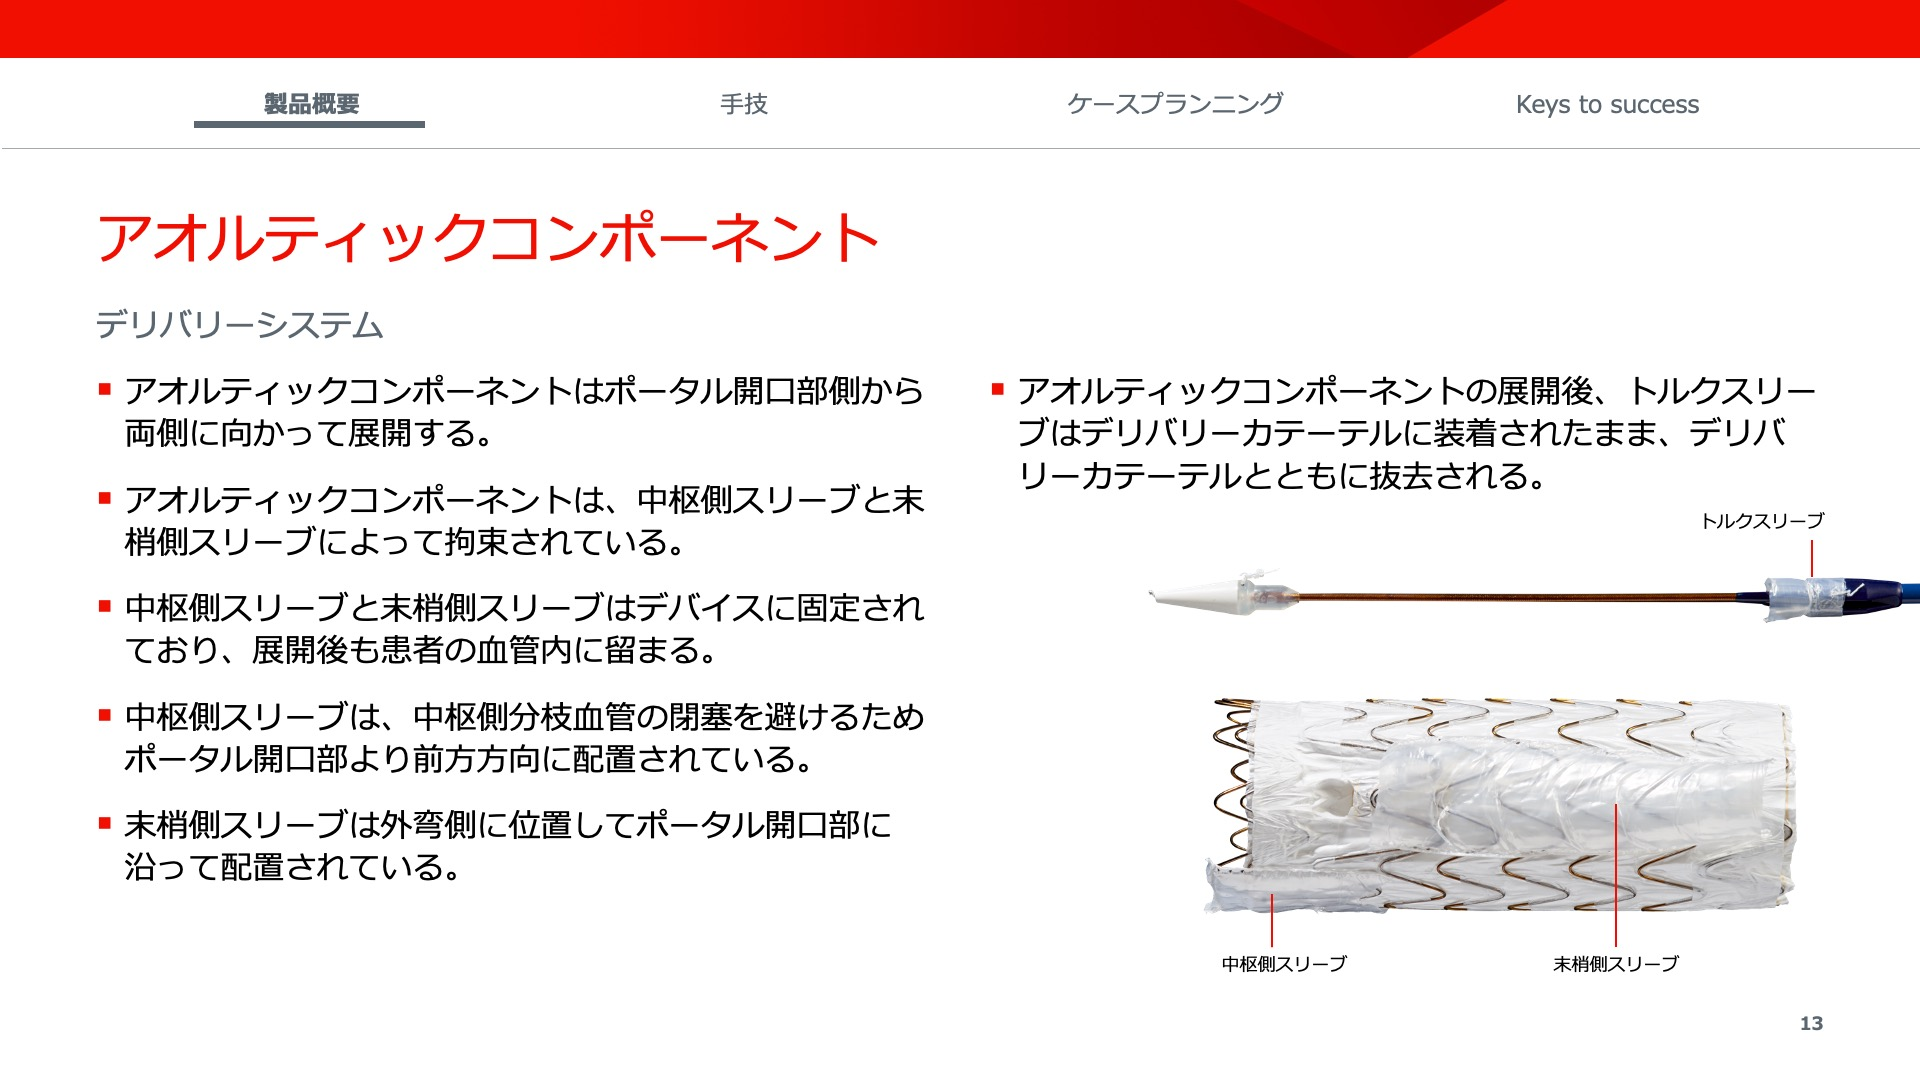 製品概要
手技
ケースプランニング
Keys to success
アオルティックコンポーネント
デリバリーシステム
アオルティックコンポーネントはポータル開口部側から
両側に向かって展開する。
アオルティックコンポーネントは、中枢側スリーブと末
梢側スリーブによって拘束されている。
中枢側スリーブと末梢側スリーブはデバイスに固定され
ており、展開後も患者の血管内に留まる。
中枢側スリーブは、中枢側分枝血管の閉塞を避けるため
ポータル開口部より前方方向に配置されている。
末梢側スリーブは外弯側に位置してポータル開口部に
沿って配置されている。
アオルティックコンポーネントの展開後、トルクスリー
ブはデリバリーカテーテルに装着されたまま、デリバ
リーカテーテルとともに抜去される。
トルクスリーブ
中枢側スリーブ
末梢側スリーブ
13